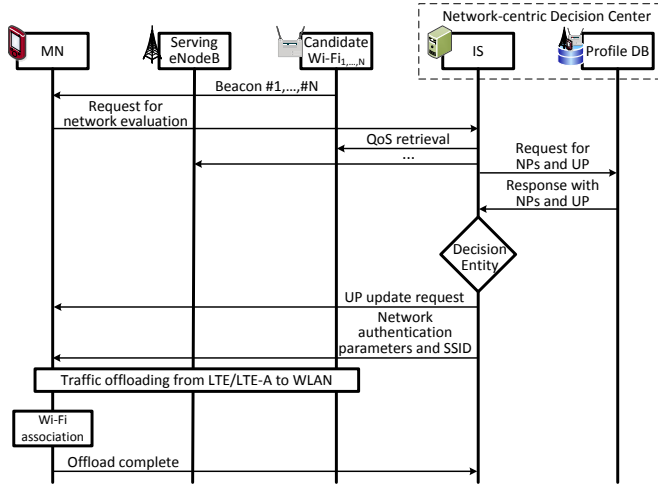 Network-centric Decision Center
MN
Serving
eNodeB
Candidate
Wi-Fi1,...,N
IS
Profile DB
Beacon #1,...,#N
Request for
network evaluation
QoS retrieval
...
Request for
NPs and UP
Response with
NPs and UP
Decision
Entity
UP update request
Network
authentication
parameters and SSID
Traffic offloading from LTE/LTE-A to WLAN
Wi-Fi
association
Offload complete